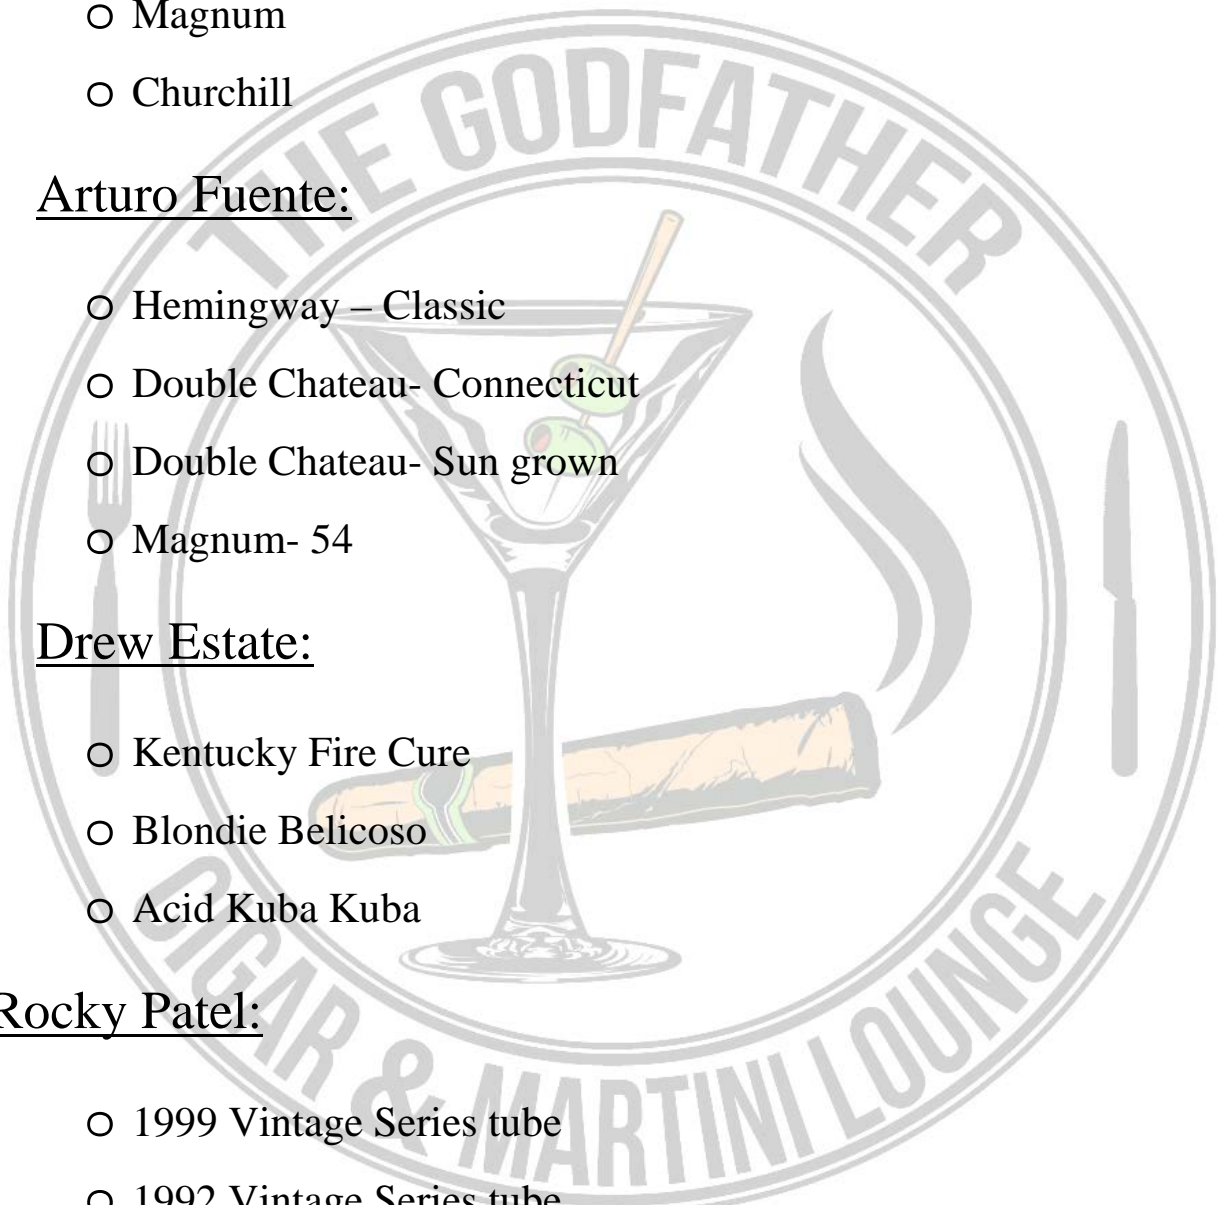 Magnum
Churchill
Arturo Fuente:
Hemingway – Classic
Double Chateau- Connecticut
Double Chateau- Sun grown
Magnum- 54
Drew Estate:
Kentucky Fire Cure
Blondie Belicoso
Acid Kuba Kuba
Rocky Patel:
1999 Vintage Series tube
1992 Vintage Series tube
THE GODFATHER
CIGAR & MARTINI LOUNGE